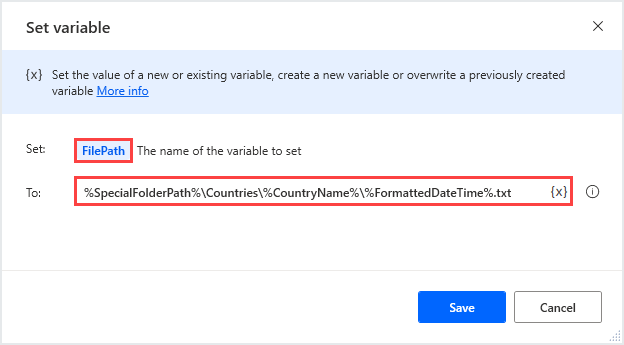 Set variable
{x} Set the value of a new or existing variable, create a new variable or overwrite a previously created
variable More info
Set: FilePath The name of the variable to set
To: %SpecialFolderPath%\Countries\%CountryName%\%FormattedDateTime%.txt {x}
Save Cancel